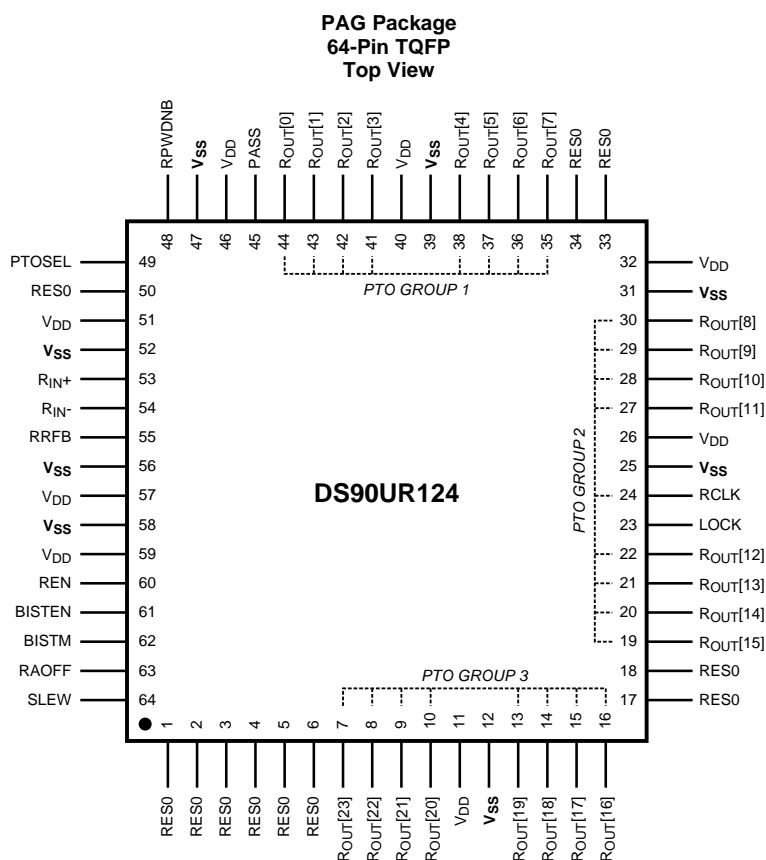 PAG Package
64-Pin TQFP
Top View
RPWDNB
VSS
VDD
PASS
ROUT[0]
ROUT[1]
ROUT[2]
ROUT[3]
VDD
VSS
ROUT[4]
ROUT[5]
ROUT[6]
ROUT[7]
RES0
RES0
48
47
46
45
44
43
42
41
40
39
38
37
36
35
34
33
PTO GROUP 1
PTOSEL 49
RES0 50
VDD 51
VSS 52
RIN+ 53
RIN- 54
RRFB 55
VSS 56
VDD 57
VSS 58
VDD 59
REN 60
BISTEN 61
BISTM 62
RAOFF 63
SLEW 64
DS90UR124
PTO GROUP 2
32 VDD
31 VSS
30 ROUT[8]
29 ROUT[9]
28 ROUT[10]
27 ROUT[11]
26 VDD
25 VSS
24 RCLK
23 LOCK
22 ROUT[12]
21 ROUT[13]
20 ROUT[14]
19 ROUT[15]
18 RES0
17 RES0
PTO GROUP 3
1
2
3
4
5
6
7
8
9
10
11
12
13
14
15
16
RES0
RES0
RES0
RES0
RES0
RES0
ROUT[23]
ROUT[22]
ROUT[21]
ROUT[20]
VDD
VSS
ROUT[19]
ROUT[18]
ROUT[17]
ROUT[16]